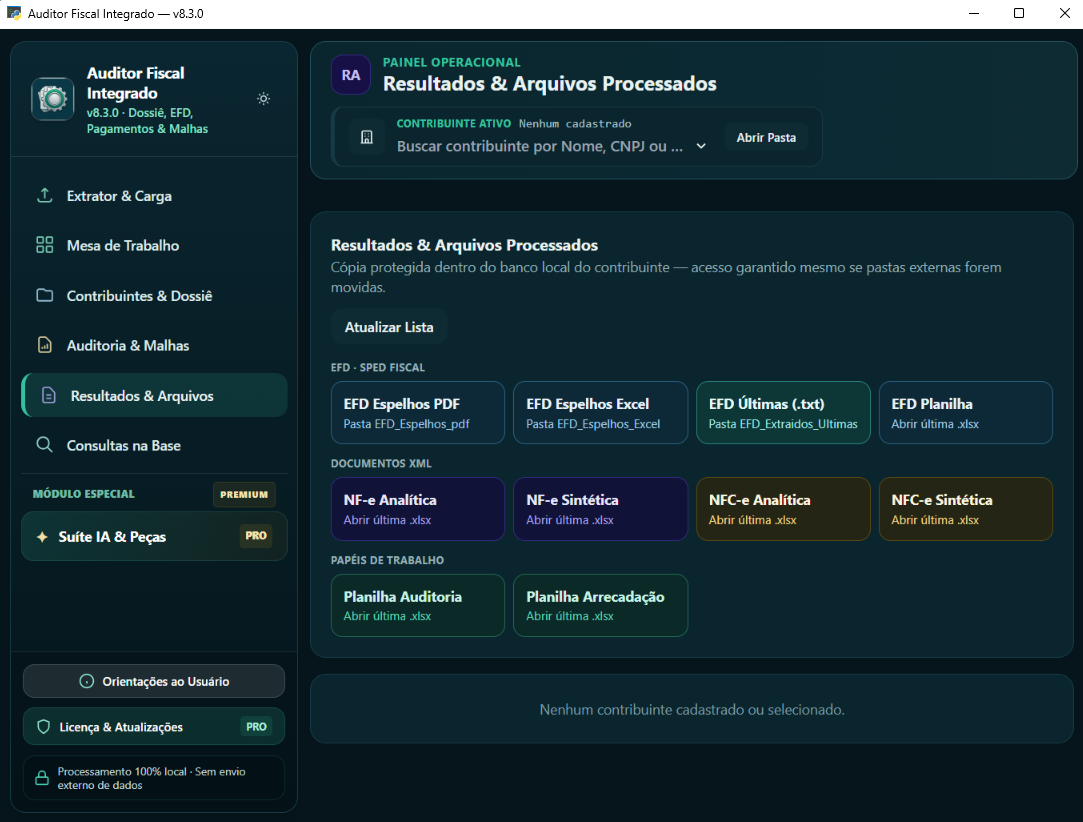 Auditor Fiscal Integrado — v8.3.0
Auditor Fiscal
Integrado
v8.3.0 · Dossiê, EFD,
Pagamentos & Malhas
Extrator & Carga
Mesa de Trabalho
Contribuintes & Dossiê
Auditoria & Malhas
Resultados & Arquivos
Consultas na Base
MÓDULO ESPECIAL PREMIUM
Suíte IA & Peças PRO
Orientações ao Usuário
Licença & Atualizações PRO
Processamento 100% local · Sem envio
externo de dados
RA
PAINEL OPERACIONAL
Resultados & Arquivos Processados
CONTRIBUINTE ATIVO Nenhum cadastrado
Buscar contribuinte por Nome, CNPJ ou ...
Abrir Pasta
Resultados & Arquivos Processados
Cópia protegida dentro do banco local do contribuinte — acesso garantido mesmo se pastas externas forem
movidas.
Atualizar Lista
EFD · SPED FISCAL
EFD Espelhos PDF
Pasta EFD_Espelhos_pdf
EFD Espelhos Excel
Pasta EFD_Espelhos_Excel
EFD Últimas (.txt)
Pasta EFD_Extraidos_Ultimas
EFD Planilha
Abrir última .xlsx
DOCUMENTOS XML
NF-e Analítica
Abrir última .xlsx
NF-e Sintética
Abrir última .xlsx
NFC-e Analítica
Abrir última .xlsx
NFC-e Sintética
Abrir última .xlsx
PAPÉIS DE TRABALHO
Planilha Auditoria
Abrir última .xlsx
Planilha Arrecadação
Abrir última .xlsx
Nenhum contribuinte cadastrado ou selecionado.